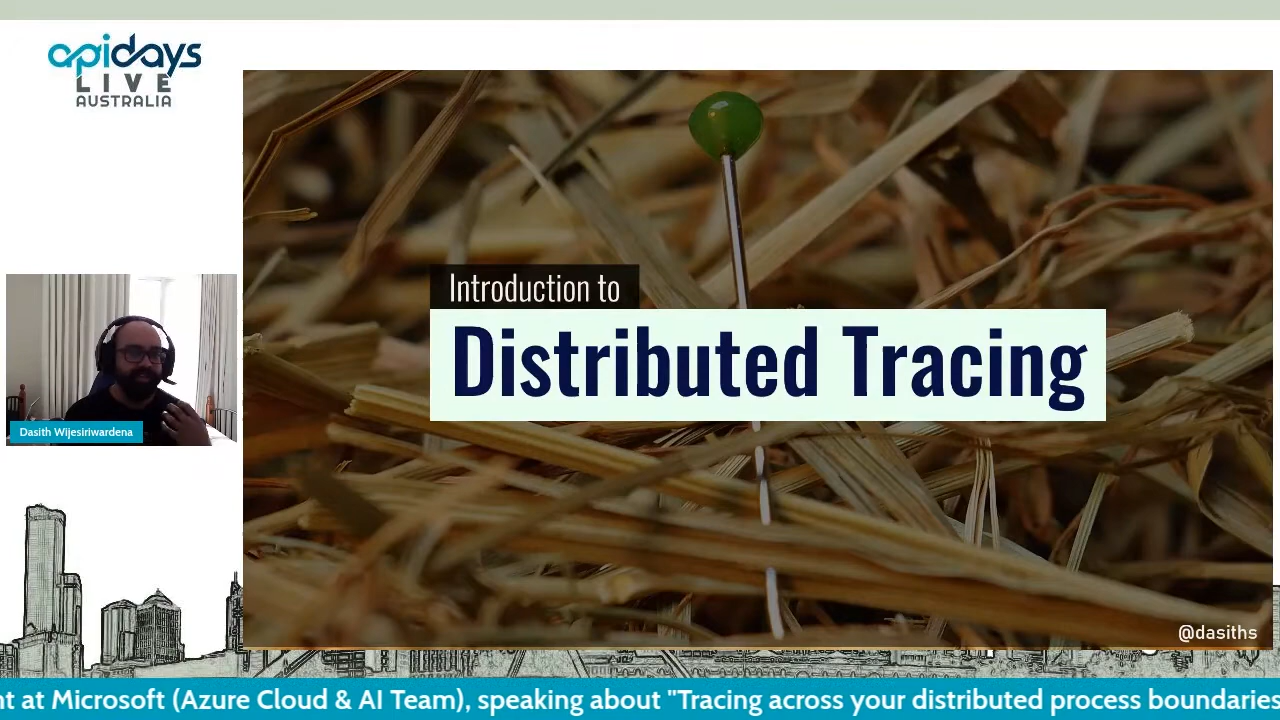 apidays
LIVE
AUSTRALIA
Introduction to
Distributed Tracing
Dasith Wijesiriwardena
@dasiths
at Microsoft (Azure Cloud & AI Team), speaking about "Tracing across your distributed process boundaries